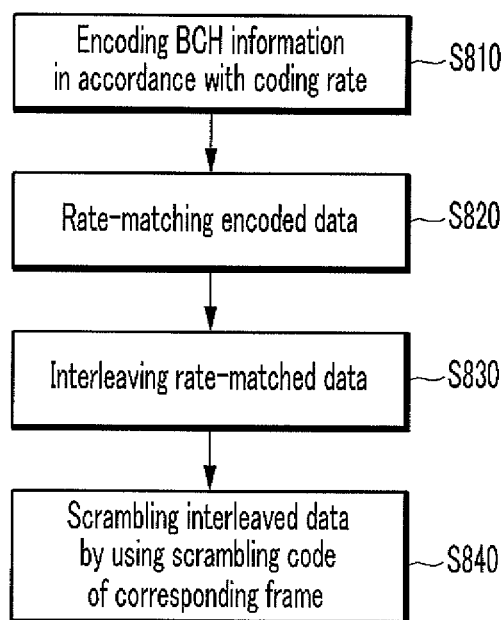 Encoding BCH information
in accordance with coding rate
S810
Rate-matching encoded data
S820
Interleaving rate-matched data
S830
Scrambling interleaved data
by using scrambling code
of corresponding frame
S840